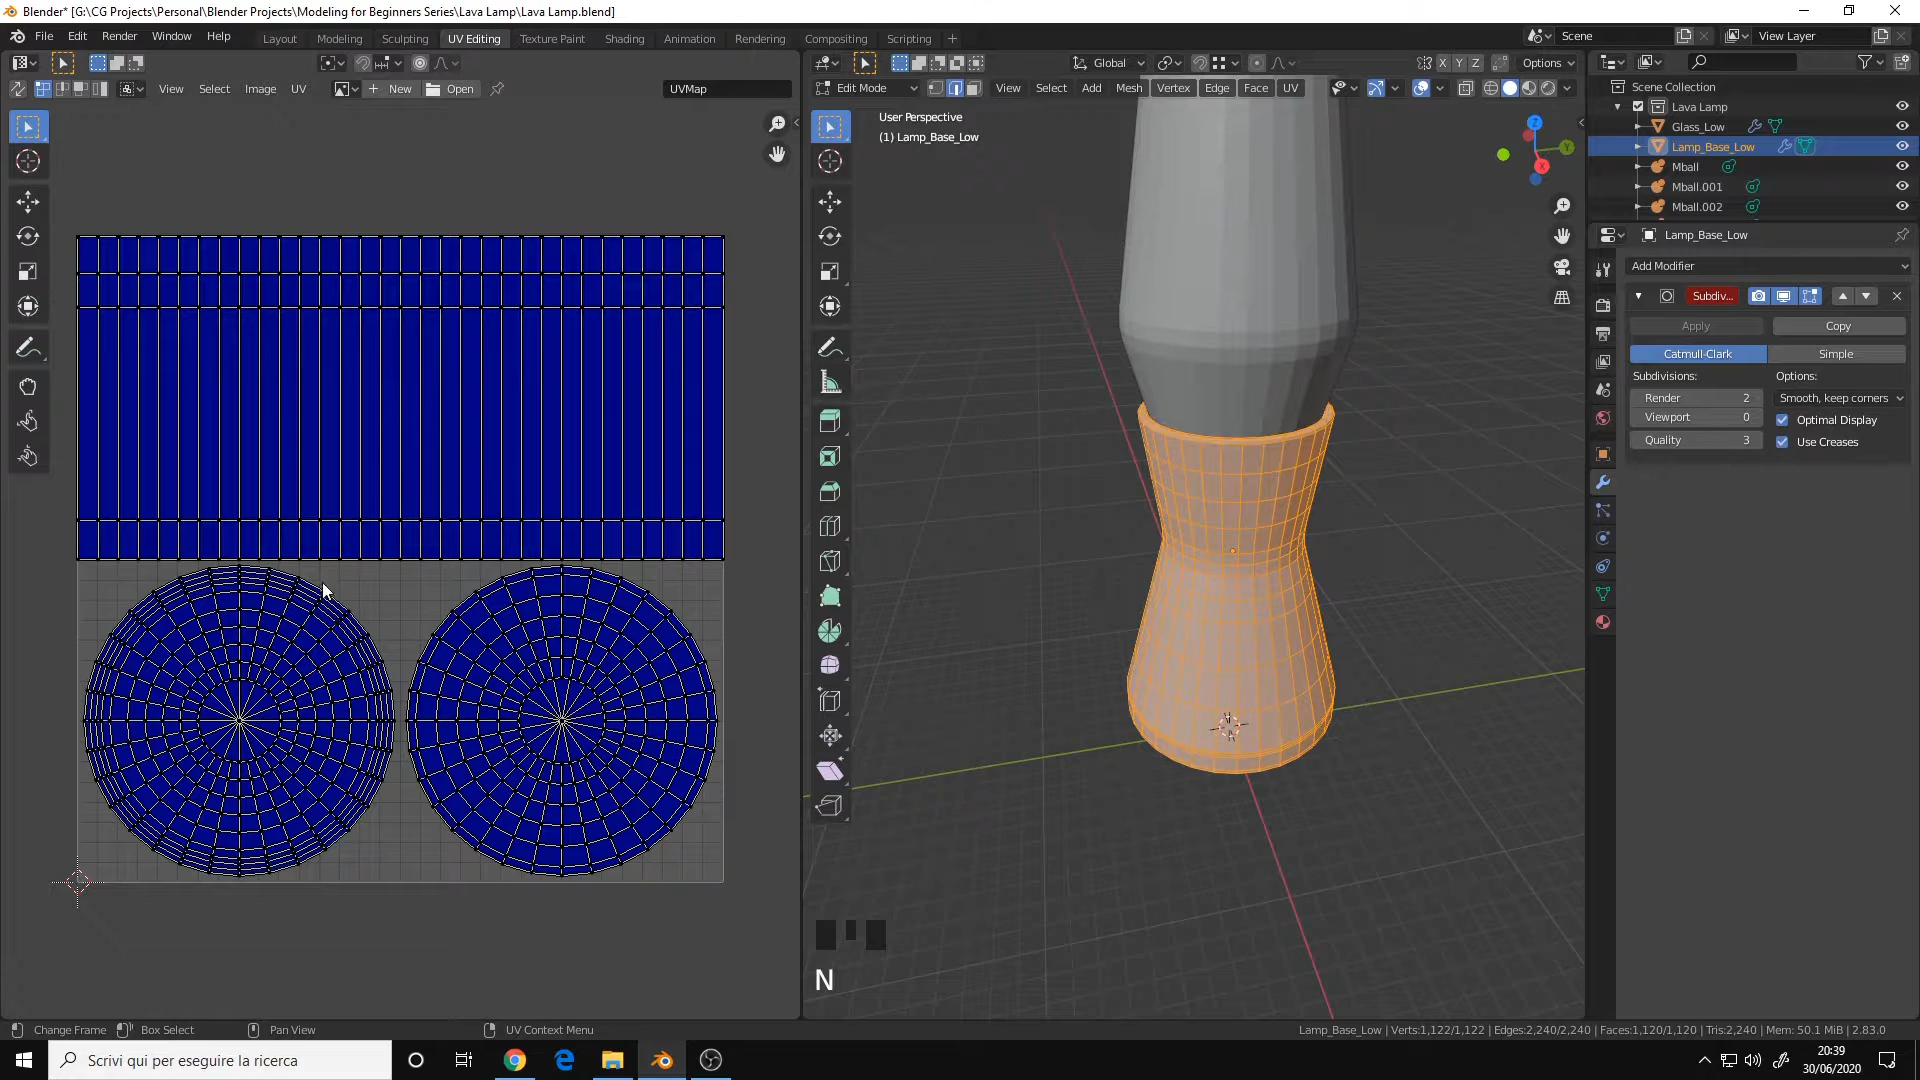 Blender* [G:\CG Projects\Personal\Blender Projects\Modeling for Beginners Series\Lava Lamp\Lava Lamp.blend]
File Edit Render Window Help Layout Modeling Sculpting UV Editing Texture Paint Shading Animation Rendering Compositing Scripting + Scene View Layer
Global X Y Z Options
View Select Image UV + New Open UVMap
Edit Mode View Select Add Mesh Vertex Edge Face UV
User Perspective
(1) Lamp_Base_Low
Z
Y
X
N
Scene Collection
Lava Lamp
Glass_Low
Lamp_Base_Low
Mball
Mball.001
Mball.002
Lamp_Base_Low
Add Modifier
Subdiv...
Apply Copy
Catmull-Clark Simple
Subdivisions: Options:
Render 2 Smooth, keep corners
Viewport 0 Optimal Display
Quality 3 Use Creases
Change Frame Box Select Pan View UV Context Menu Lamp_Base_Low | Verts:1,122/1,122 | Edges:2,240/2,240 | Faces:1,120/1,120 | Tris:2,240 | Mem: 50.1 MiB | 2.83.0
Scrivi qui per eseguire la ricerca
20:39
30/06/2020